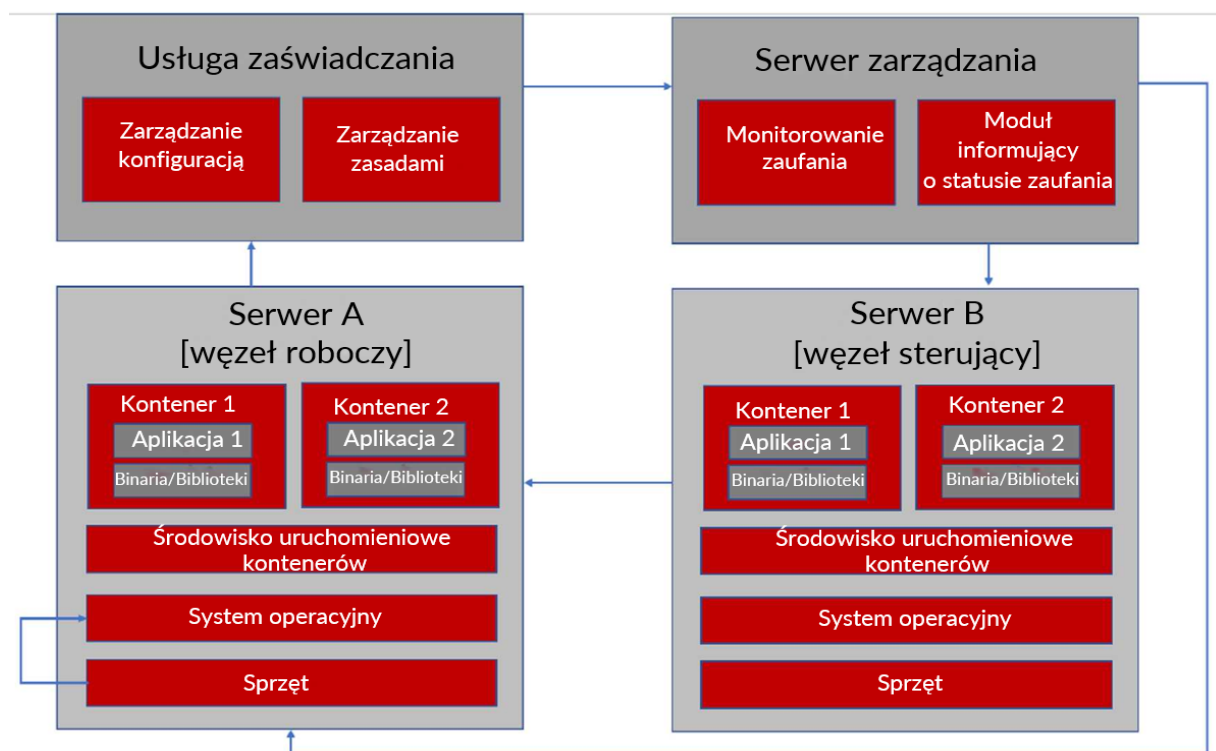 Usługa zaświadczania
Zarządzanie
konfiguracją
Zarządzanie
zasadami
Serwer zarządzania
Monitorowanie
zaufania
Moduł
informujący
o statusie zaufania
Serwer A
[węzeł roboczy]
Kontener 1
Aplikacja 1
Binaria/Biblioteki
Kontener 2
Aplikacja 2
Binaria/Biblioteki
Środowisko uruchomieniowe
kontenerów
System operacyjny
Sprzęt
Serwer B
[węzeł sterujący]
Kontener 1
Aplikacja 1
Binaria/Biblioteki
Kontener 2
Aplikacja 2
Binaria/Biblioteki
Środowisko uruchomieniowe
kontenerów
System operacyjny
Sprzęt